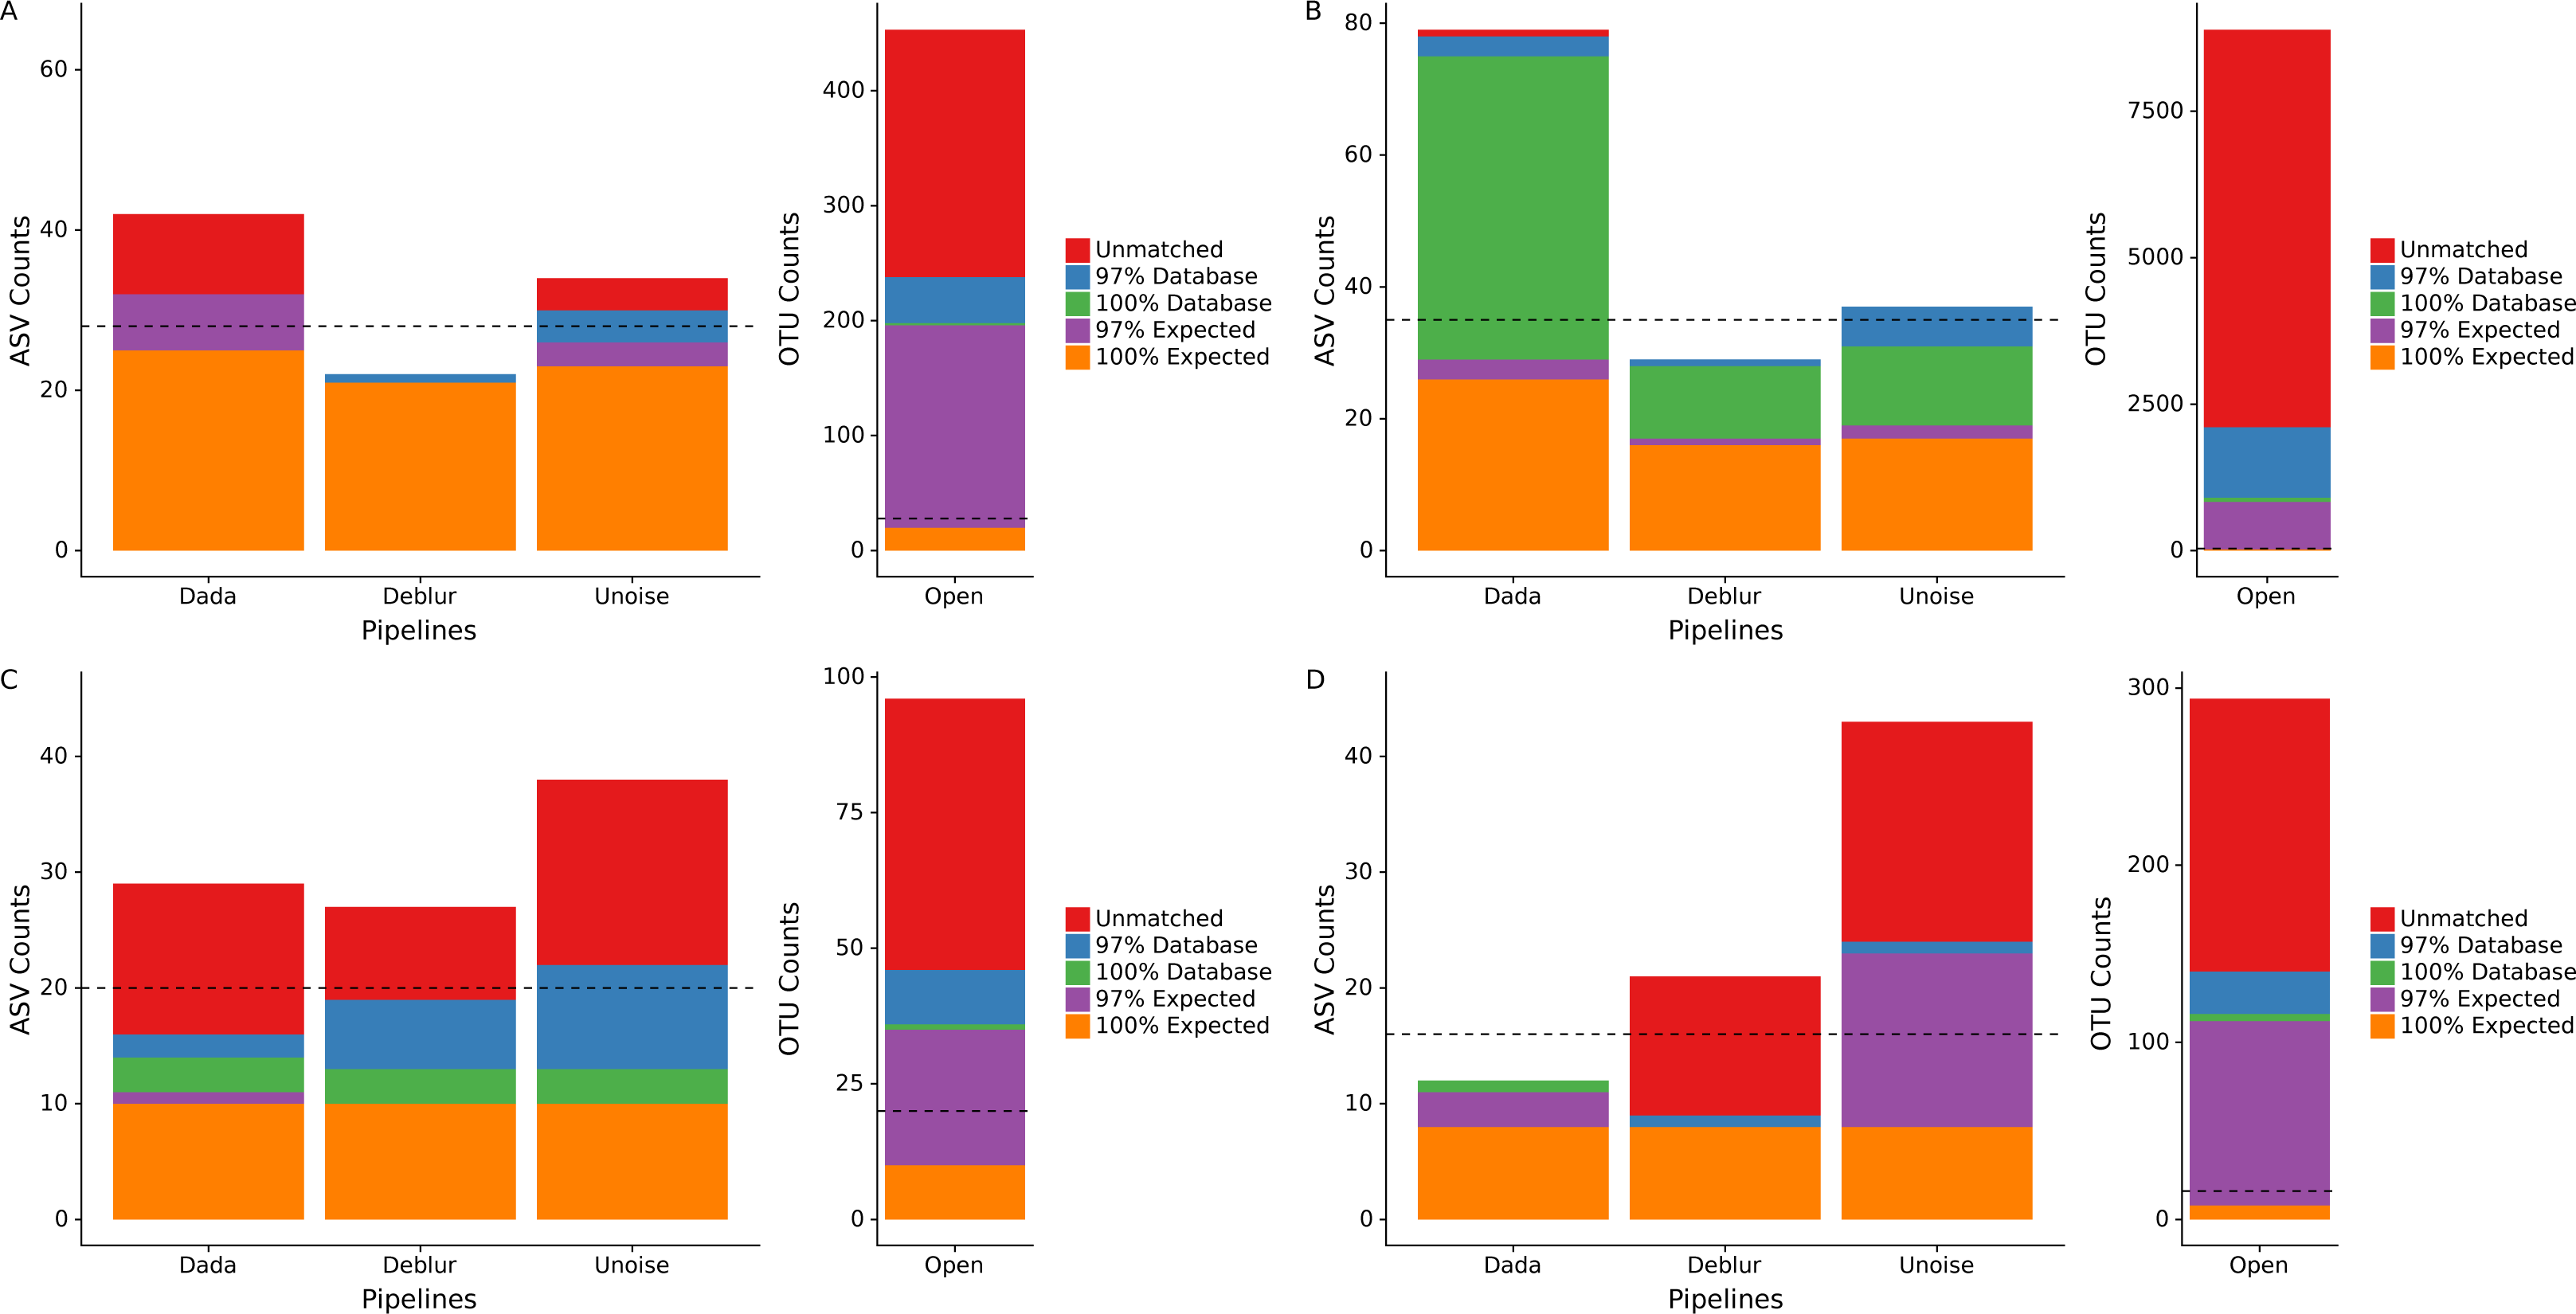 A
ASV Counts
60
40
20
0
Dada
Deblur
Unoise
Pipelines
OTU Counts
400
300
200
100
0
Open
Unmatched
97% Database
100% Database
97% Expected
100% Expected
B
ASV Counts
80
60
40
20
0
Dada
Deblur
Unoise
Pipelines
OTU Counts
7500
5000
2500
0
Open
Unmatched
97% Database
100% Database
97% Expected
100% Expected
C
ASV Counts
40
30
20
10
0
Dada
Deblur
Unoise
Pipelines
OTU Counts
100
75
50
25
0
Open
Unmatched
97% Database
100% Database
97% Expected
100% Expected
D
ASV Counts
40
30
20
10
0
Dada
Deblur
Unoise
Pipelines
OTU Counts
300
200
100
0
Open
Unmatched
97% Database
100% Database
97% Expected
100% Expected